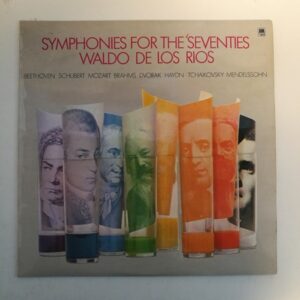 SYMPHONIES FOR THE 'SEVENTIES
WALDO DE LOS RIOS
BEETHOVEN SCHUBERT MOZART BRAHMS DVORAK HAYDN TCHAIKOVSKY MENDELSSOHN